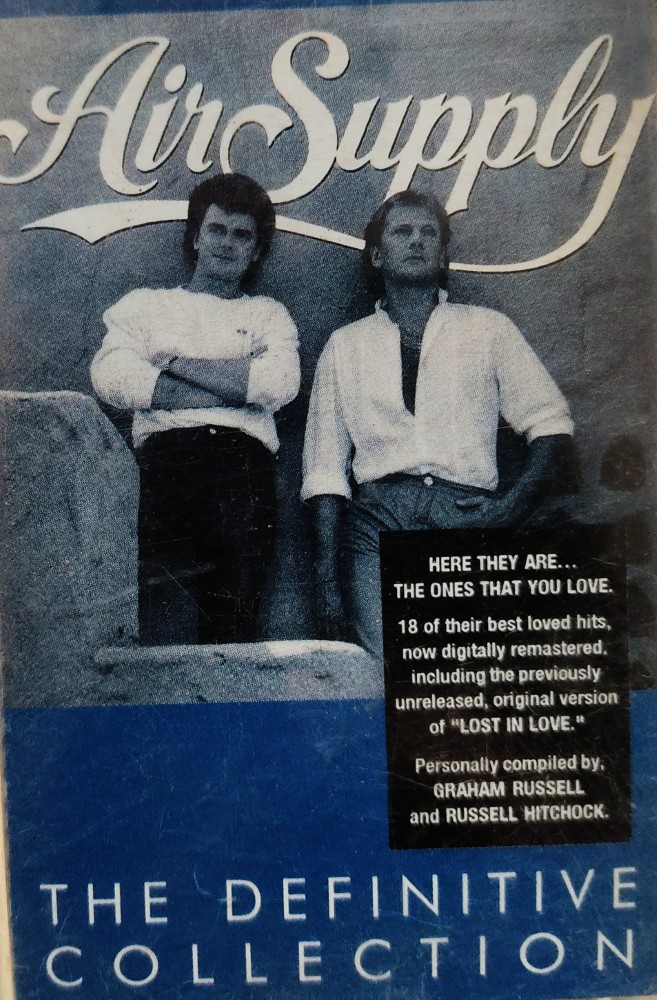 Air Supply
HERE THEY ARE...
THE ONES THAT YOU LOVE.
18 of their best loved hits,
now digitally remastered,
including the previously
unreleased, original version
of "LOST IN LOVE."
Personally compiled by,
GRAHAM RUSSELL
and RUSSELL HITCHOCK.
THE DEFINITIVE
COLLECTION